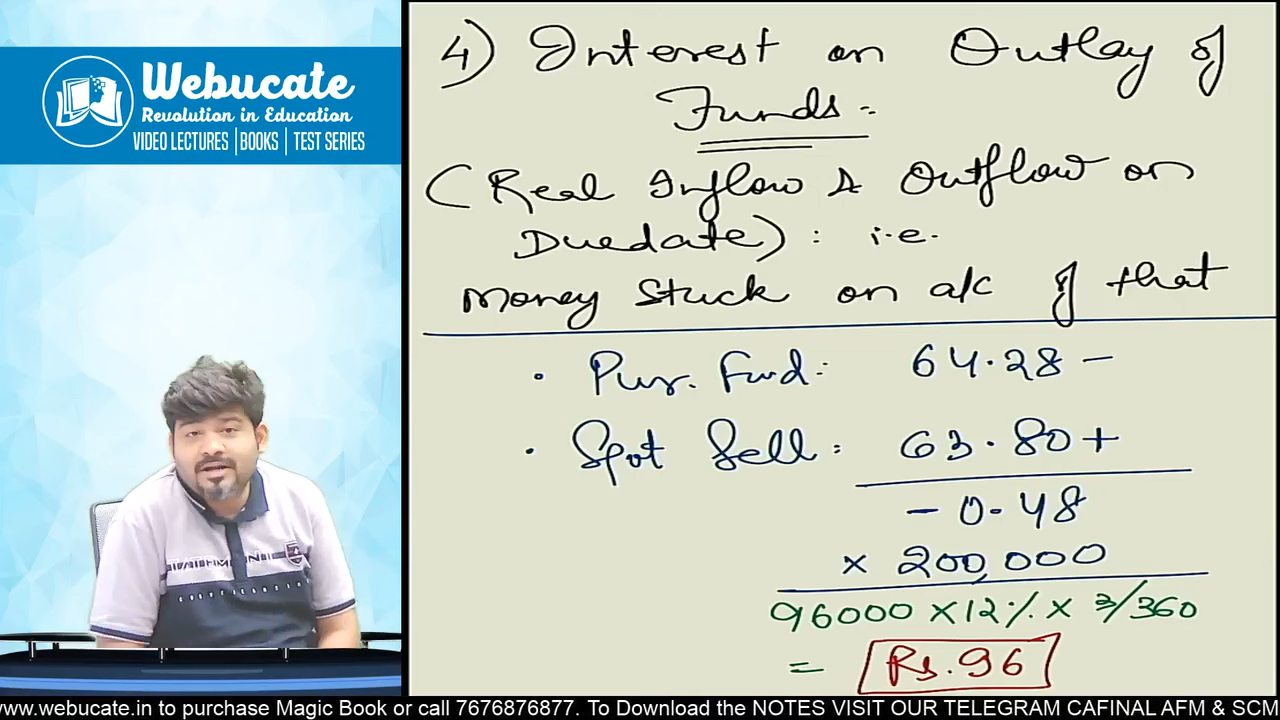 Webucate
Revolution in Education
VIDEO LECTURES | BOOKS | TEST SERIES
4) Interest on Outlay of
Funds:
(Real Inflow & Outflow on
Duedate) : i.e.
Money Stuck on a/c of that
• Pur. Fwd: 64.28 -
• Spot Sell: 63.80 +
- 0.48
x 200,000
96000 x 12% x 3/360
= Rs. 96
www.webucate.in to purchase Magic Book or call 7676876877. To Download the NOTES VISIT OUR TELEGRAM CAFINAL AFM & SCM